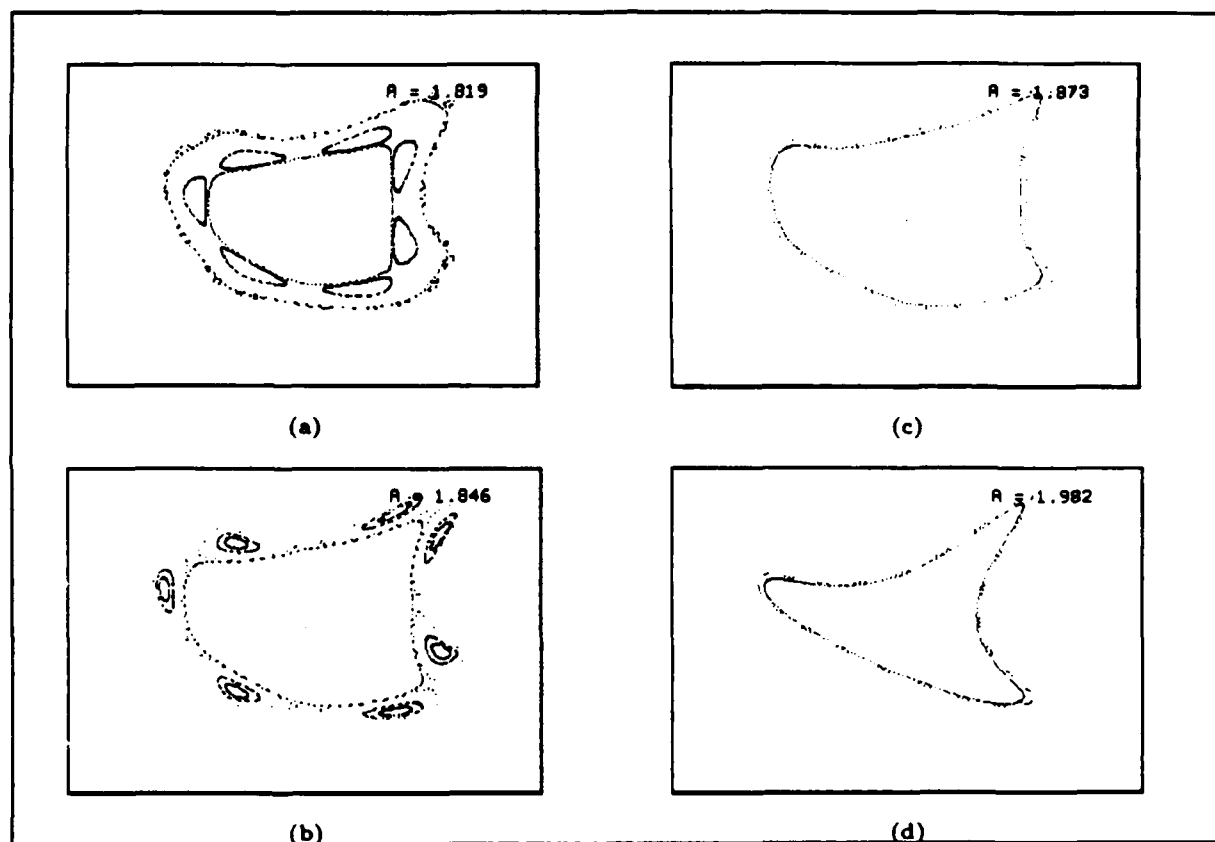 A = 1.819
(a)
A = 1.873
(c)
A = 1.846
(b)
A = 1.982
(d)